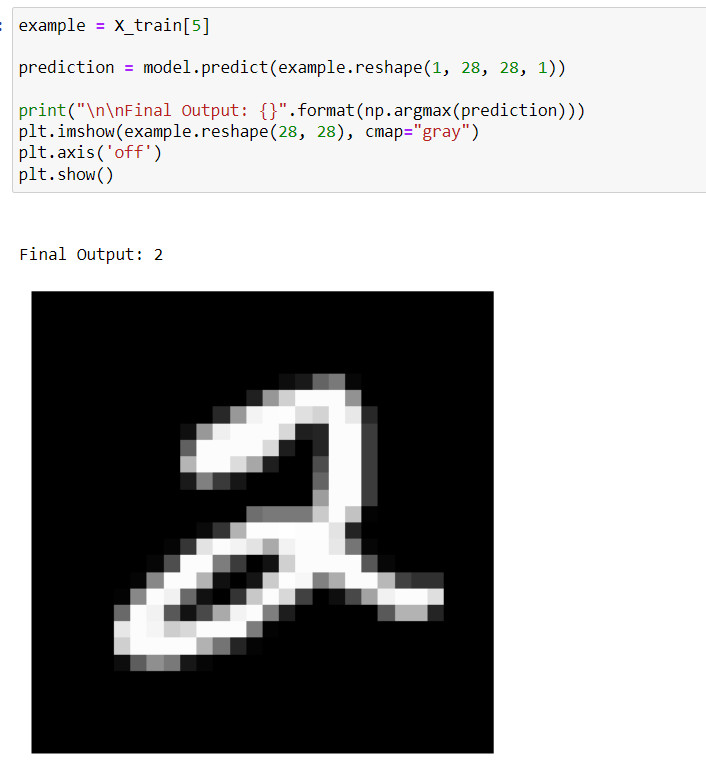 example = X_train[5]
prediction = model.predict(example.reshape(1, 28, 28, 1))
print("\n\nFinal Output: {}".format(np.argmax(prediction)))
plt.imshow(example.reshape(28, 28), cmap="gray")
plt.axis('off')
plt.show()
Final Output: 2
2